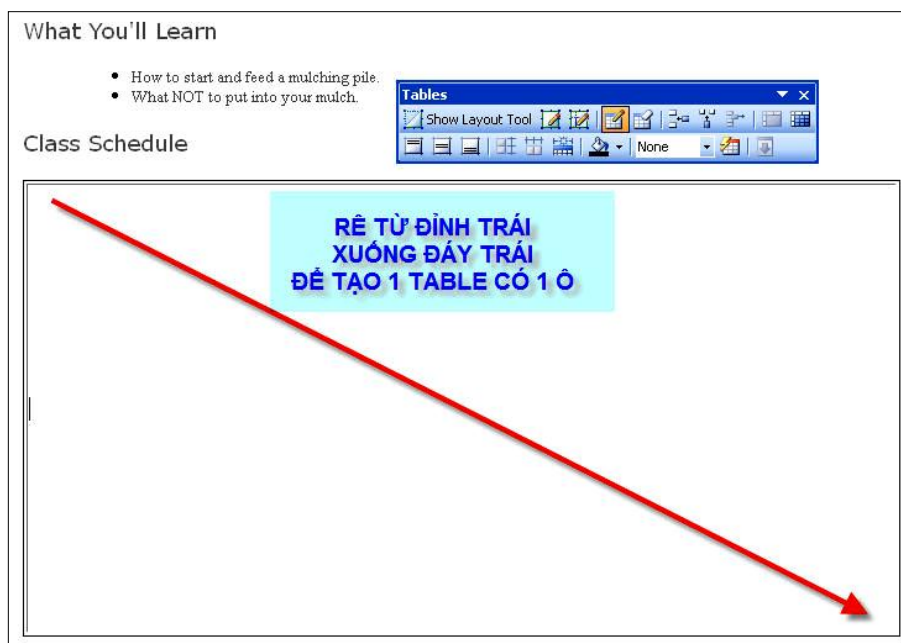 What You'll Learn
How to start and feed a mulching pile.
What NOT to put into your mulch.
Tables
Show Layout Tool
None
Class Schedule
RÊ TỪ ĐỈNH TRÁI
XUỐNG ĐÁY TRÁI
ĐỂ TẠO 1 TABLE CÓ 1 Ô